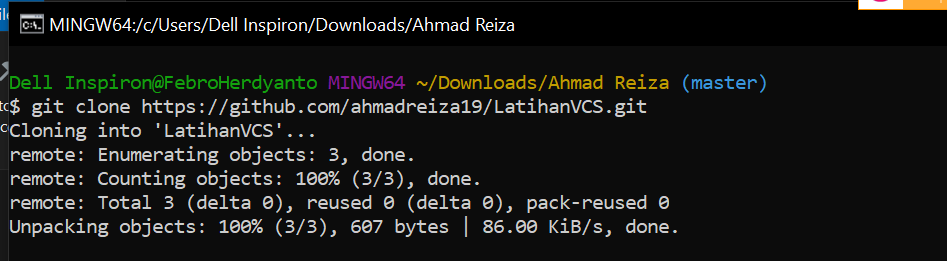 MINGW64:/c/Users/Dell Inspiron/Downloads/Ahmad Reiza
Dell Inspiron@FebroHerdyanto MINGW64 ~/Downloads/Ahmad Reiza (master)
$ git clone https://github.com/ahmadreiza19/LatihanVCS.git
Cloning into 'LatihanVCS'...
remote: Enumerating objects: 3, done.
remote: Counting objects: 100% (3/3), done.
remote: Total 3 (delta 0), reused 0 (delta 0), pack-reused 0
Unpacking objects: 100% (3/3), 607 bytes | 86.00 KiB/s, done.